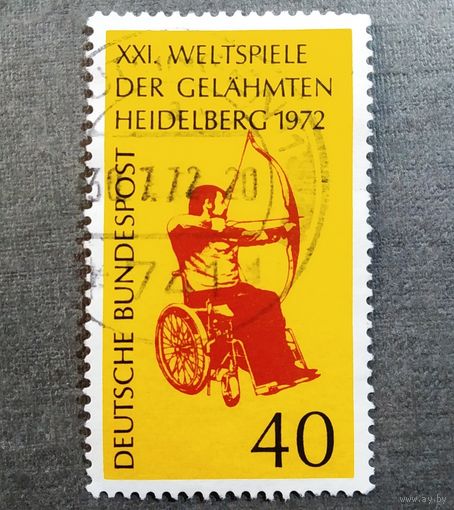 XXI. WELTSPIELE
DER GELÄHMTEN
HEIDELBERG 1972
DEUTSCHE BUNDESPOST
40
www.ay.by